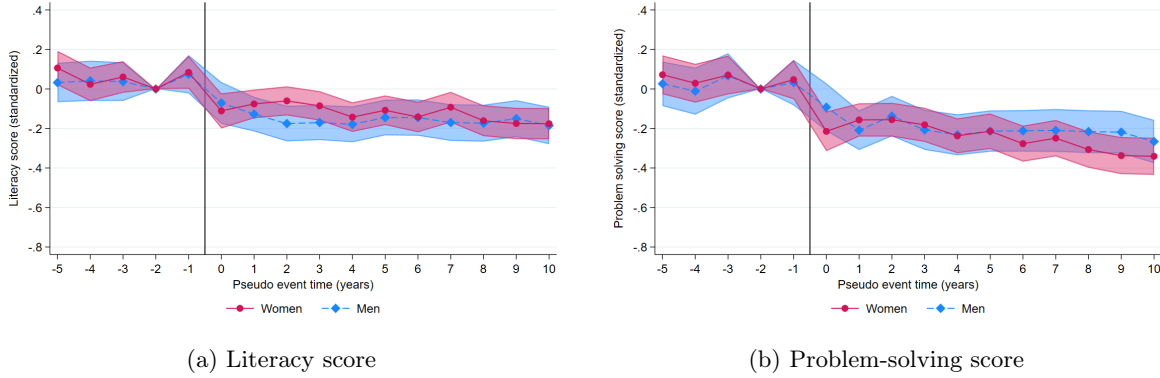 .4
.2
0
-.2
-.4
-.6
-.8
Literacy score (standardized)
-5 -4 -3 -2 -1 0 1 2 3 4 5 6 7 8 9 10
Pseudo event time (years)
Women Men
(a) Literacy score
.4
.2
0
-.2
-.4
-.6
-.8
Problem solving score (standardized)
-5 -4 -3 -2 -1 0 1 2 3 4 5 6 7 8 9 10
Pseudo event time (years)
Women Men
(b) Problem-solving score